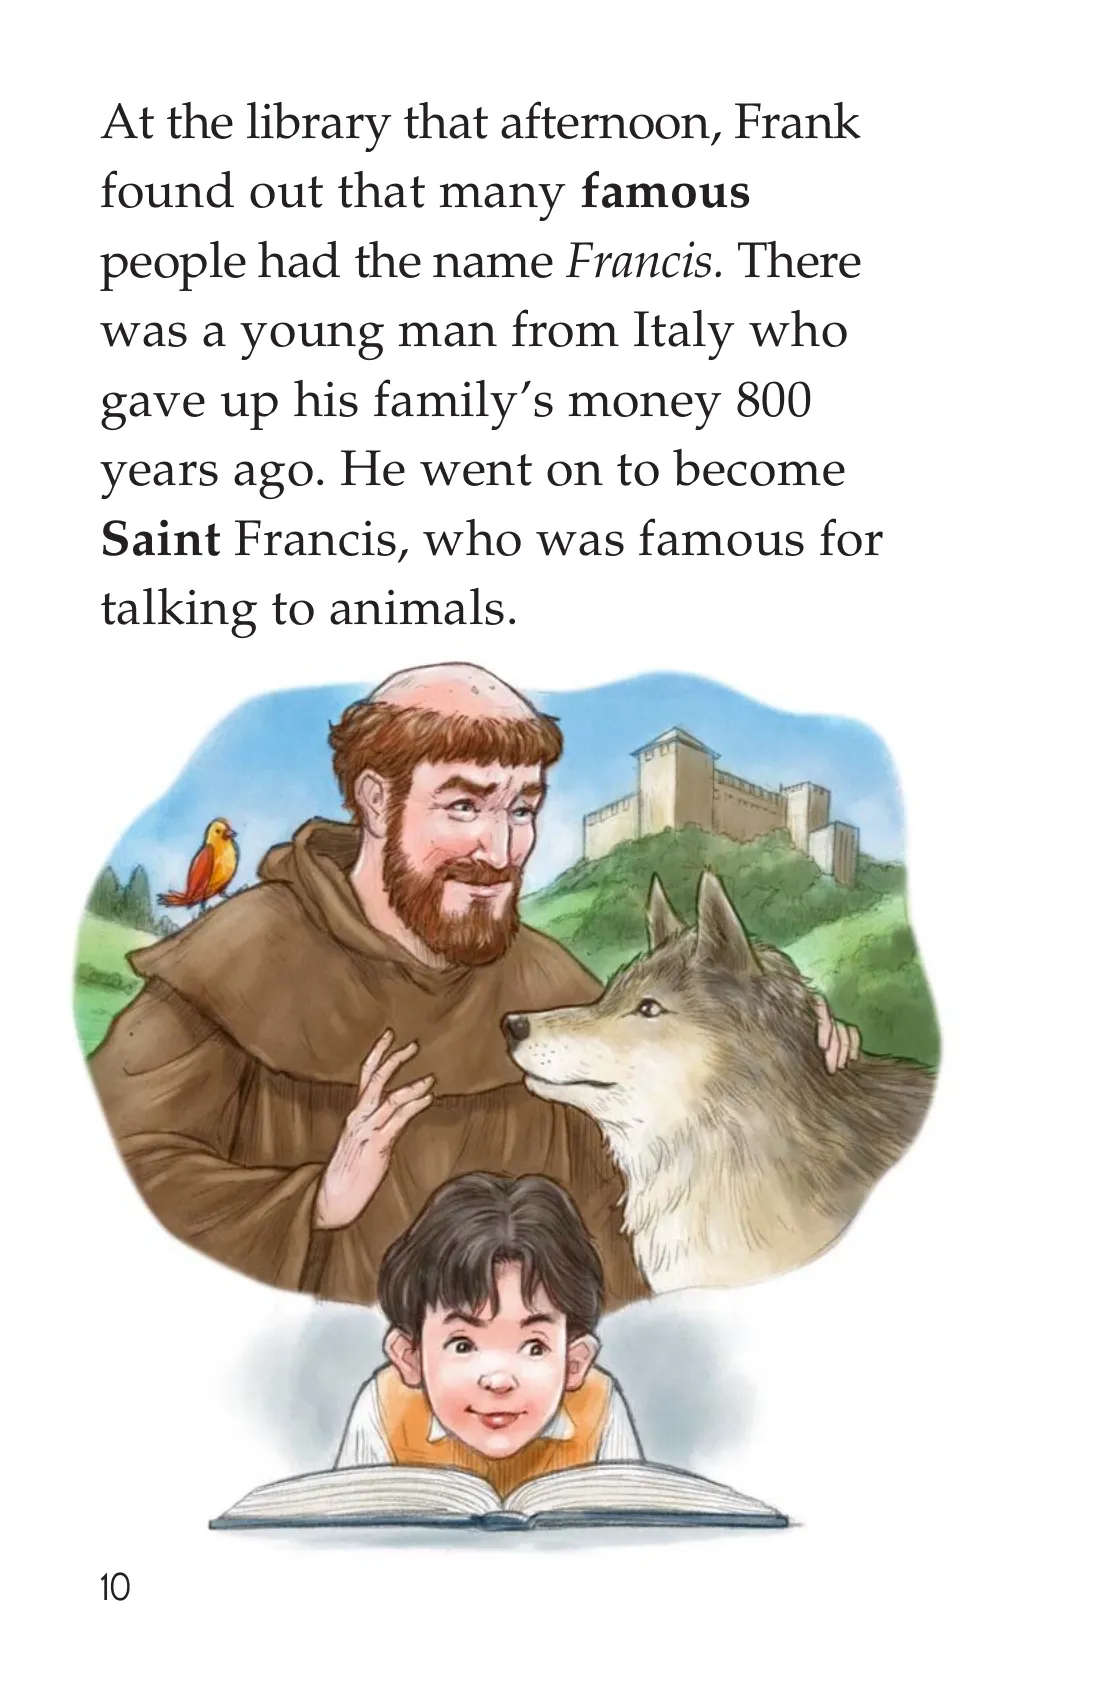 At the library that afternoon, Frank
found out that many famous
people had the name Francis. There
was a young man from Italy who
gave up his family’s money 800
years ago. He went on to become
Saint Francis, who was famous for
talking to animals.
10